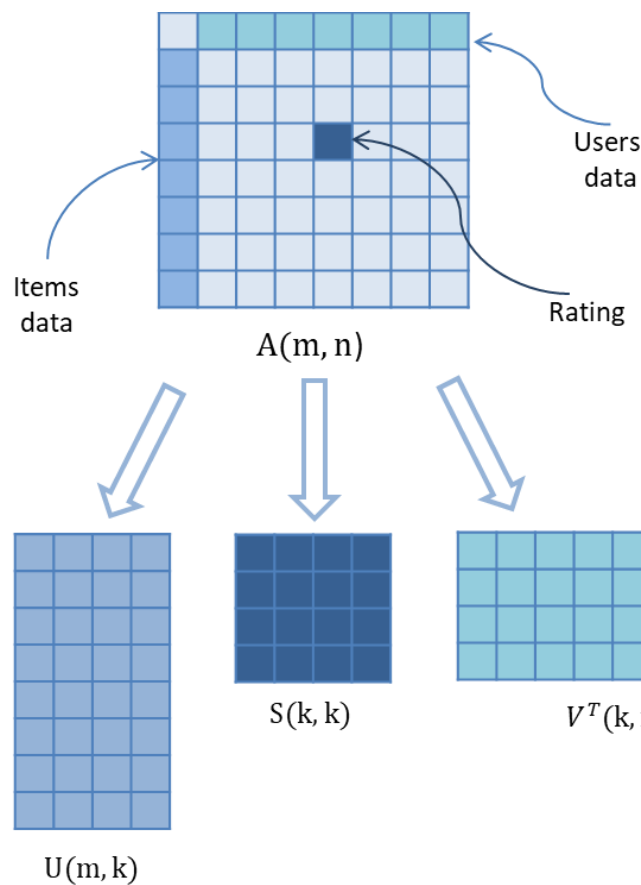 Users
data
Items
data
Rating
A(m, n)
S(k, k)
V^T(k,
U(m, k)